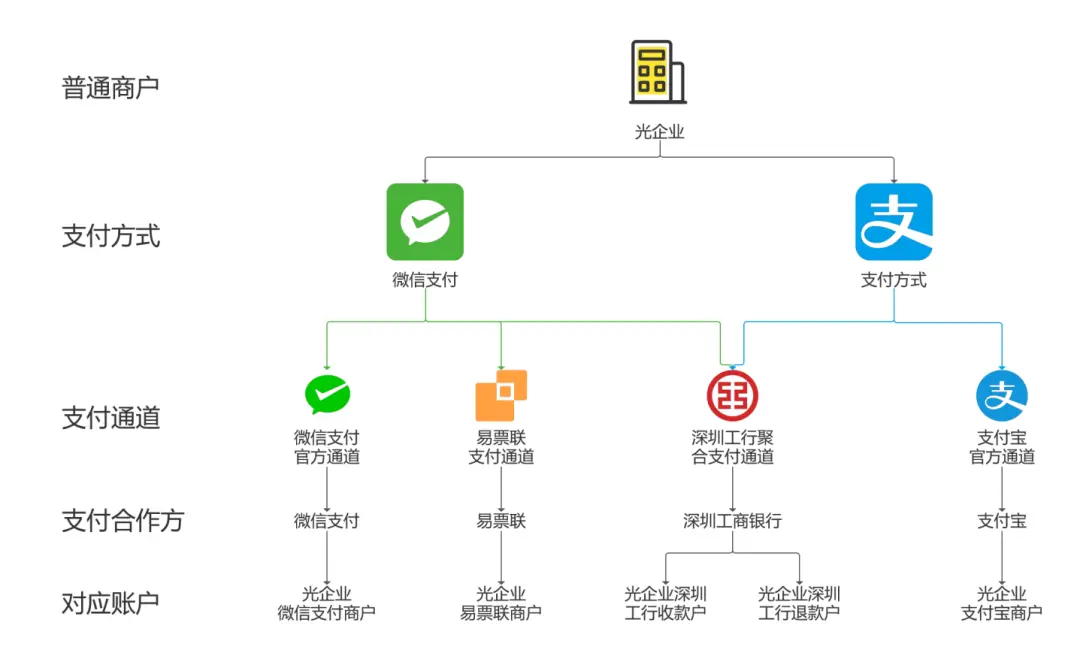 普通商户
光企业
支付方式
支
微信支付
支付方式
支付通道
支
微信支付
官方通道
易票联
支付通道
深圳工行聚
合支付通道
支付宝
官方通道
支付合作方
微信支付
易票联
深圳工商银行
支付宝
对应账户
光企业
微信支付商户
光企业
易票联商户
光企业深圳
工行收款户
光企业深圳
工行退款户
光企业
支付宝商户